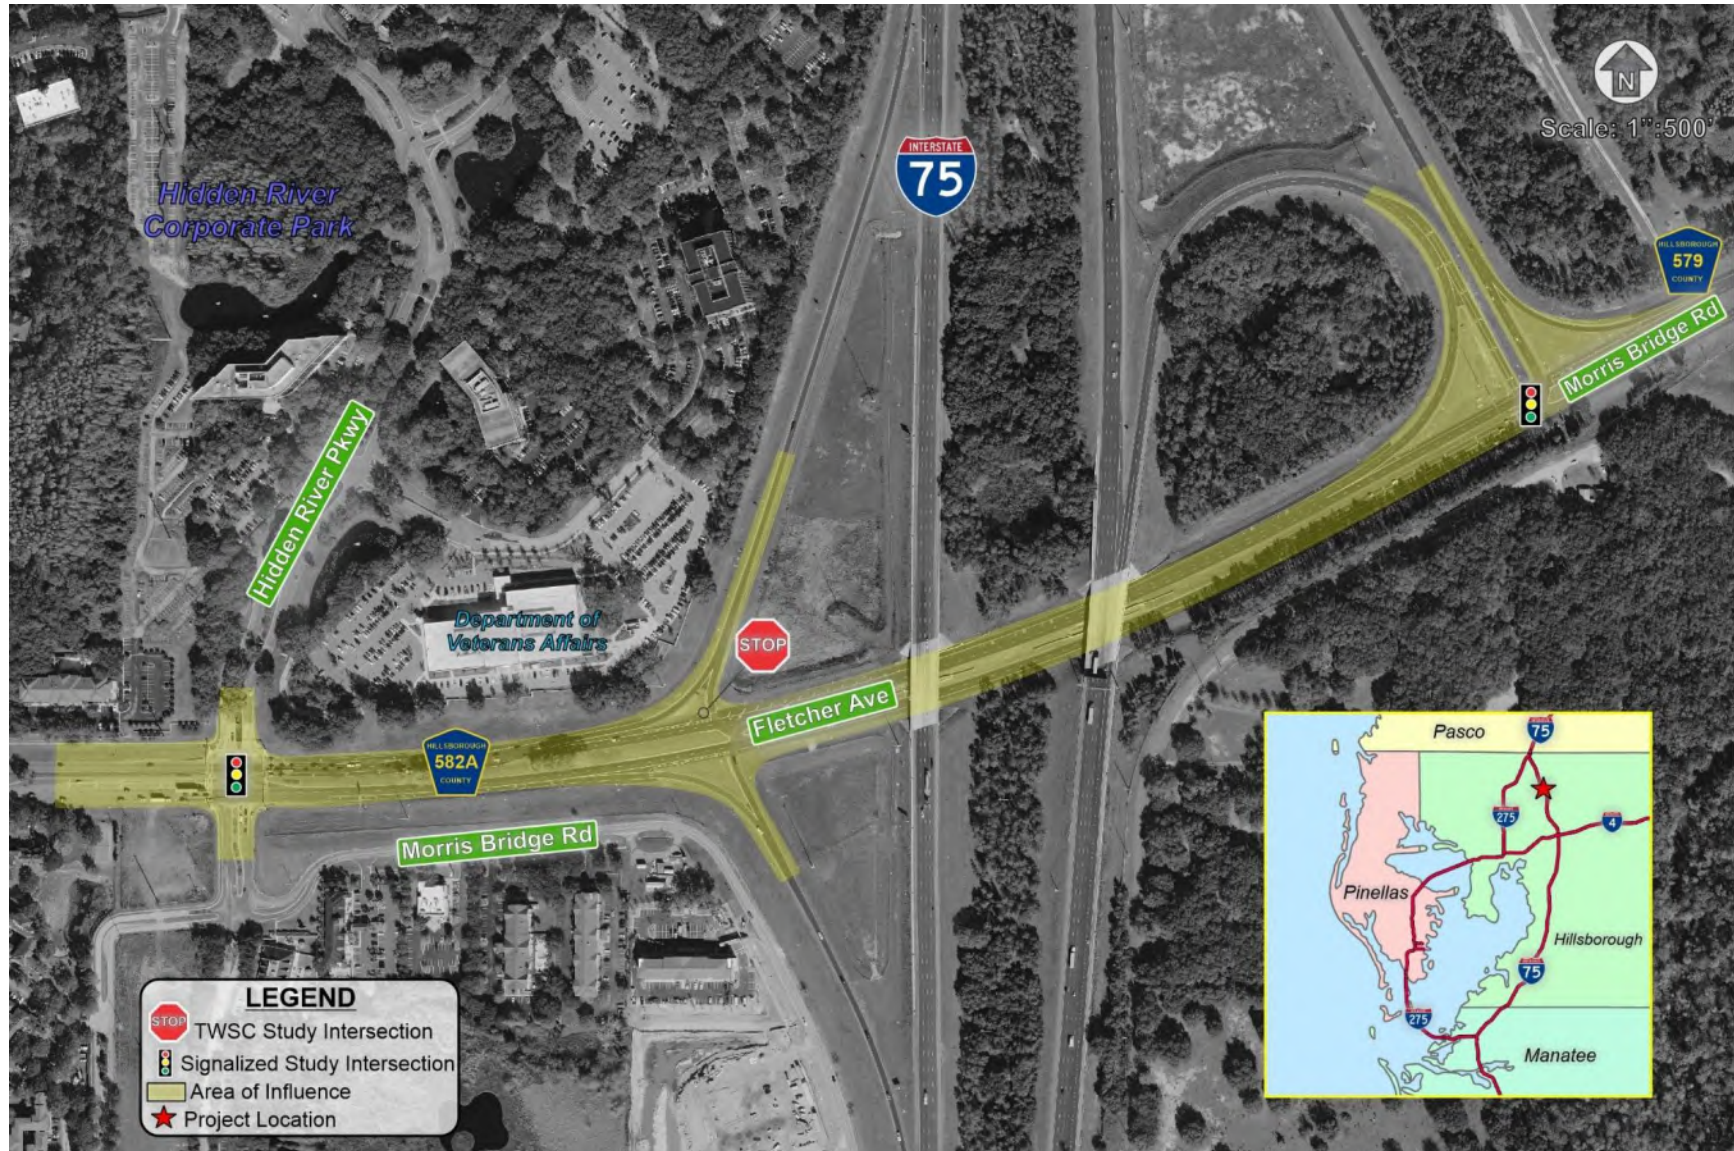 N
Scale: 1":500'
INTERSTATE
75
Hidden River
Corporate Park
HILLSBOROUGH
579
COUNTY
Morris Bridge Rd
Hidden River Pkwy
Department of
Veterans Affairs
STOP
Fletcher Ave
HILLSBOROUGH
582A
COUNTY
Morris Bridge Rd
LEGEND
STOP TWSC Study Intersection
Signalized Study Intersection
Area of Influence
Project Location
Pasco
75
275
4
Pinellas
Hillsborough
75
275
Manatee